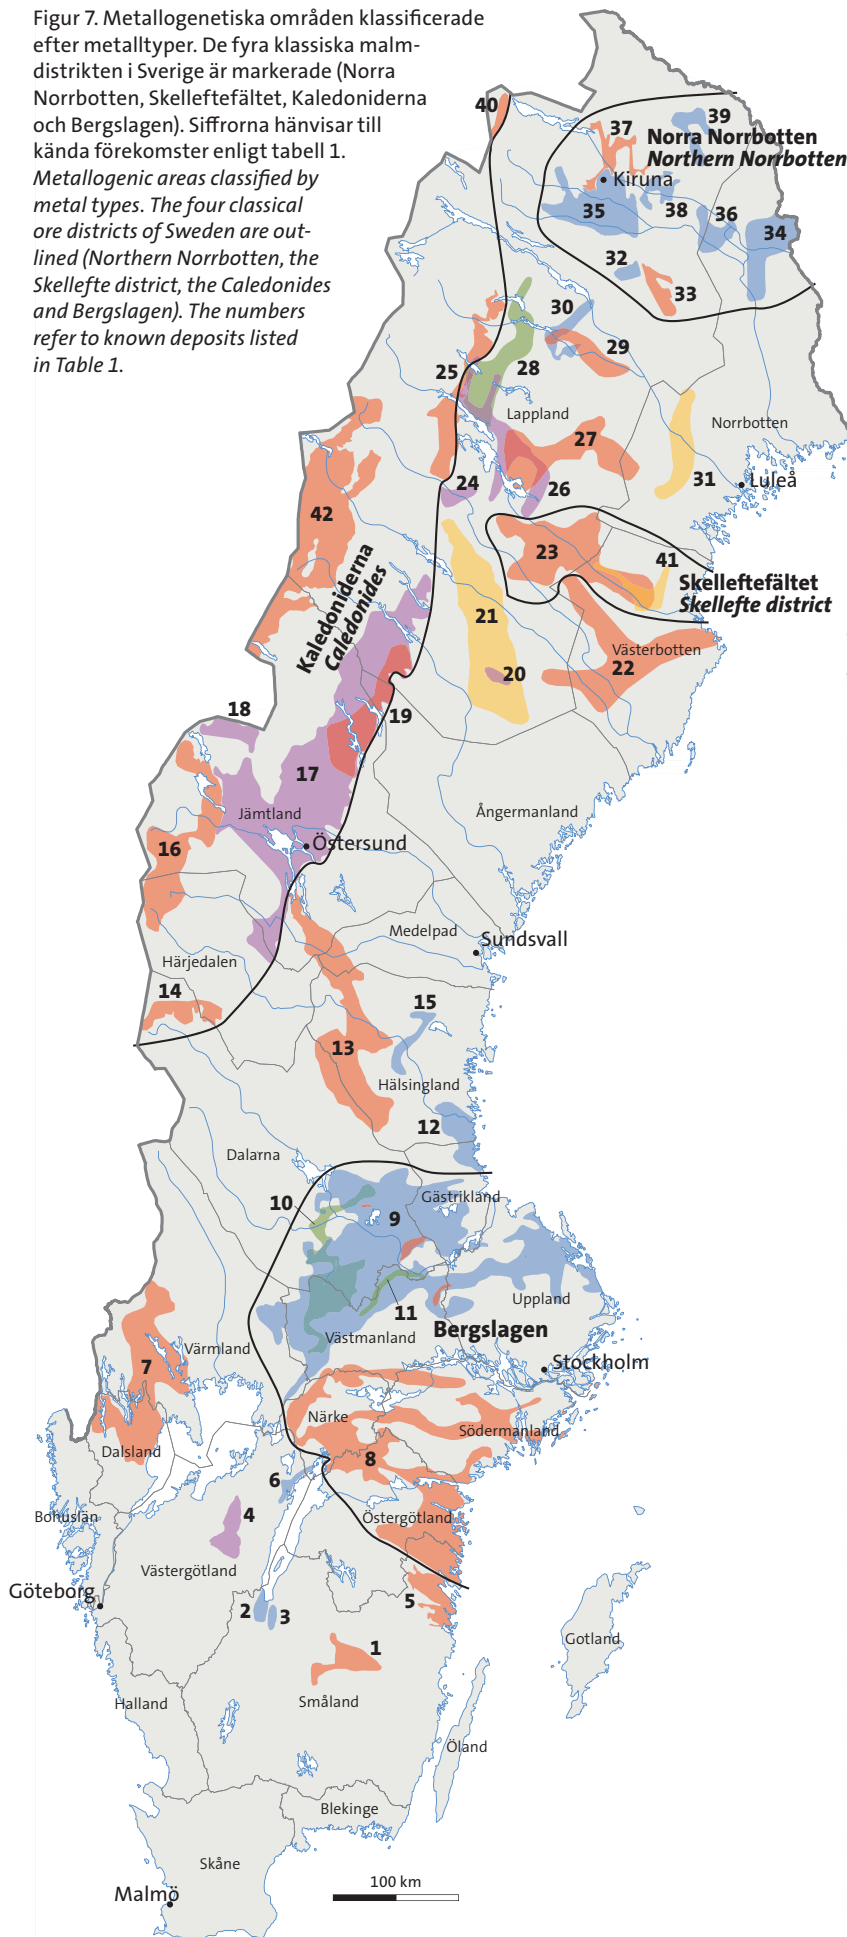 Figur 7. Metallogenetiska områden klassificerade
efter metalltyper. De fyra klassiska malm-
distrikten i Sverige är markerade (Norra
Norrbotten, Skelleftefältet, Kaledoniderna
och Bergslagen). Siffrorna hänvisar till
kända förekomster enligt tabell 1.
Metallogenic areas classified by
metal types. The four classical
ore districts of Sweden are out-
lined (Northern Norrbotten, the
Skellefte district, the Caledonides
and Bergslagen). The numbers
refer to known deposits listed
in Table 1.
40
39
37
Norra Norrbotten
Northern Norrbotten
Kiruna
35
38
36
34
32
33
30
29
28
25
Lappland
Norrbotten
27
24
26
31
Luleå
42
23
41
Skelleftefältet
Skellefte district
Kaledoniderna
Caledonides
21
Västerbotten
22
20
18
19
17
Jämtland
Ångermanland
16
Östersund
Medelpad
Sundsvall
Härjedalen
14
15
13
Hälsingland
12
Dalarna
10
9
Gästrikland
Uppland
11
Västmanland
Bergslagen
Värmland
Stockholm
7
Närke
Södermanland
Dalsland
8
6
4
Bohuslän
Östergötland
Västergötland
Göteborg
2
3
5
1
Gotland
Småland
Halland
Öland
Blekinge
Skåne
Malmö
100 km